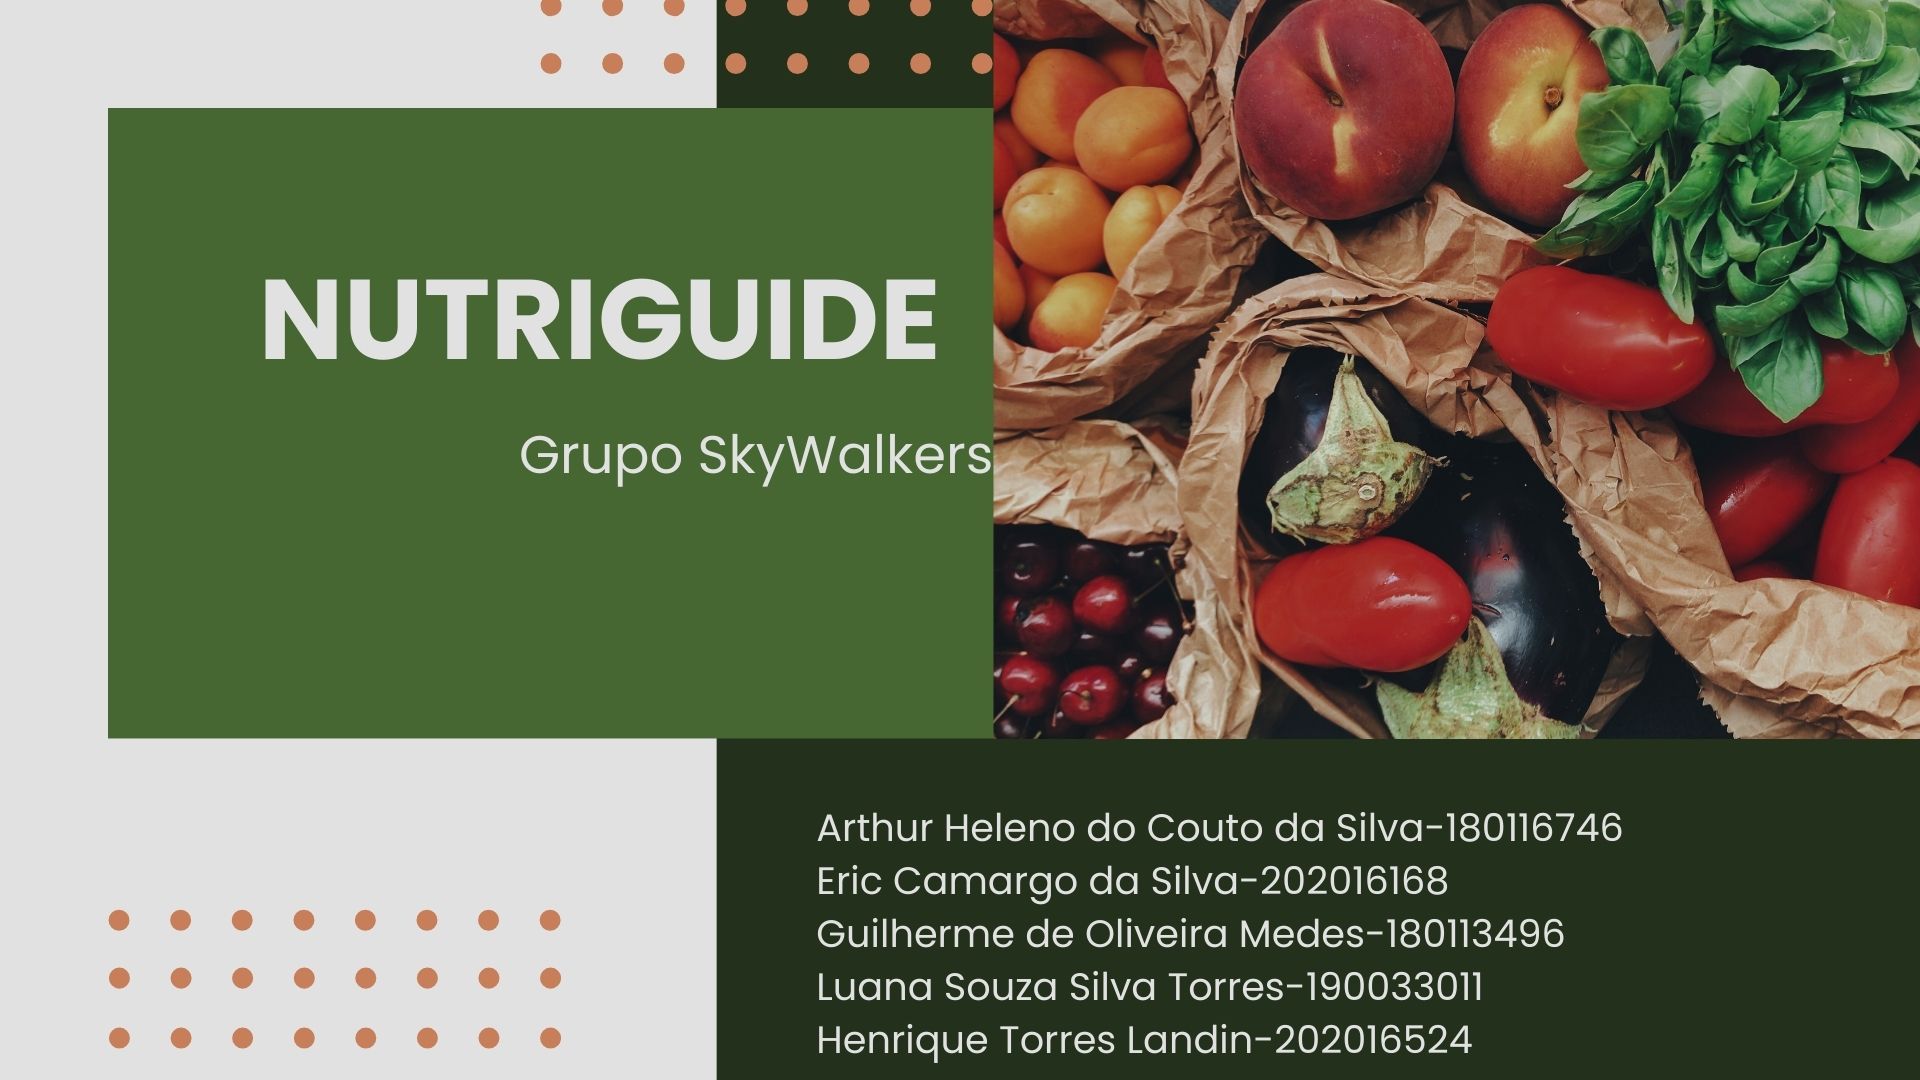 NUTRIGUIDE
Grupo SkyWalkers
Arthur Heleno do Couto da Silva-180116746
Eric Camargo da Silva-202016168
Guilherme de Oliveira Medes-180113496
Luana Souza Silva Torres-190033011
Henrique Torres Landin-202016524